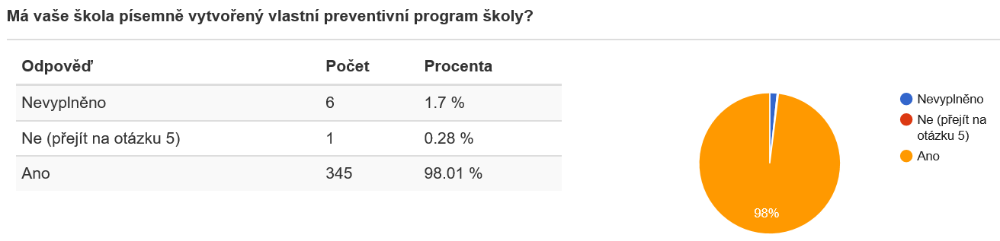 Má vaše škola písemně vytvořený vlastní preventivní program školy?
Odpověď Počet Procenta
Nevyplněno 6 1.7 %
Ne (přejít na otázku 5) 1 0.28 %
Ano 345 98.01 %
98%
Nevyplněno
Ne (přejít na
otázku 5)
Ano